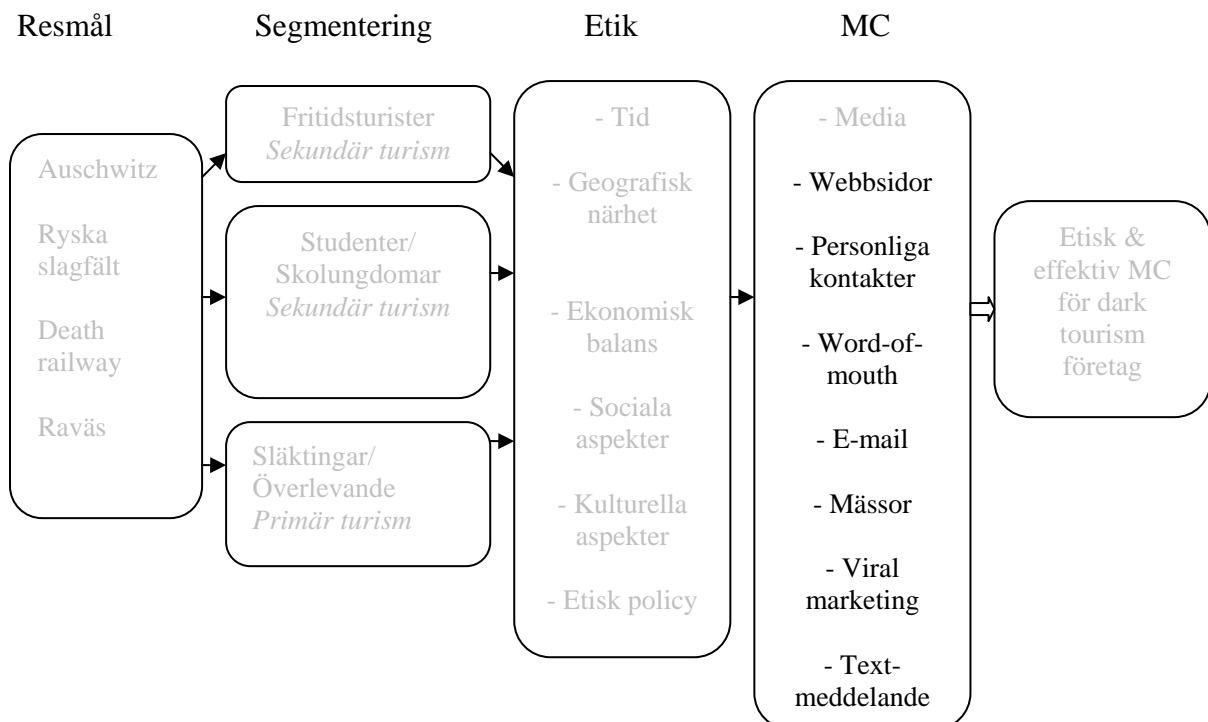 Resmål
Segmentering
Etik
MC
Auschwitz
Ryska
slagfält
Death
railway
Raväs
Fritidsturister
Sekundär turism
Studenter/
Skolungdomar
Sekundär turism
Släktingar/
Överlevande
Primär turism
- Tid
- Geografisk
närhet
- Ekonomisk
balans
- Sociala
aspekter
- Kulturella
aspekter
- Etisk policy
- Media
- Webbsidor
- Personliga
kontakter
- Word-of-
mouth
- E-mail
- Mässor
- Viral
marketing
- Text-
meddelande
Etisk &
effektiv MC
för dark
tourism
företag